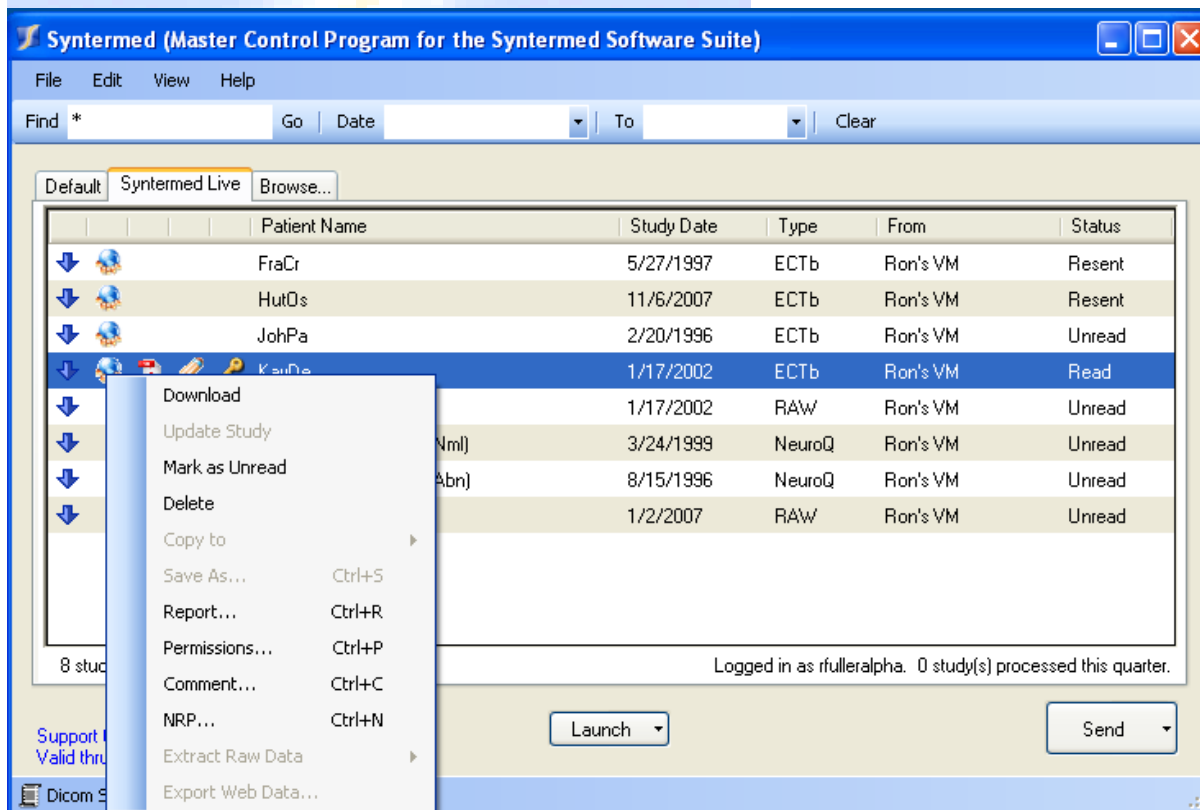 Syntermed (Master Control Program for the Syntermed Software Suite)
File Edit View Help
Find * Go Date To Clear
Default Syntermed Live Browse...
Patient Name Study Date Type From Status
FraCr 5/27/1997 ECTb Ron's VM Resent
HutOs 11/6/2007 ECTb Ron's VM Resent
JohPa 2/20/1996 ECTb Ron's VM Unread
KauDe 1/17/2002 ECTb Ron's VM Read
1/17/2002 RAW Ron's VM Unread
Nml) 3/24/1999 NeuroQ Ron's VM Unread
Abn) 8/15/1996 NeuroQ Ron's VM Unread
1/2/2007 RAW Ron's VM Unread
Download
Update Study
Mark as Unread
Delete
Copy to
Save As... Ctrl+S
Report... Ctrl+R
Permissions... Ctrl+P
Comment... Ctrl+C
NRP... Ctrl+N
Extract Raw Data
Export Web Data...
8 Logged in as rfulleralpha. 0 study(s) processed this quarter.
Support
Valid thru
Launch
Send
Dicom